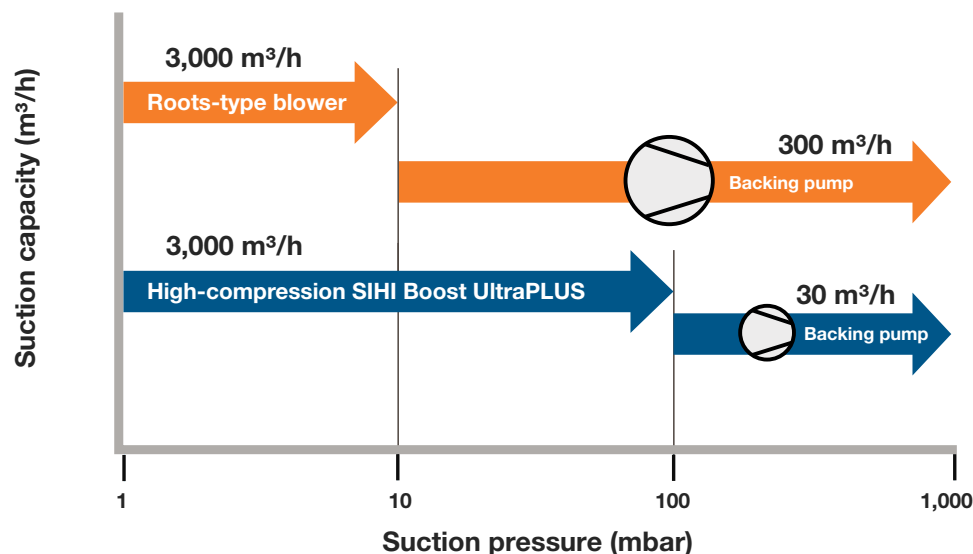 Suction capacity (m³/h)
3,000 m³/h
Roots-type blower
300 m³/h
Backing pump
3,000 m³/h
High-compression SIHI Boost UltraPLUS
30 m³/h
Backing pump
1
10
100
1,000
Suction pressure (mbar)